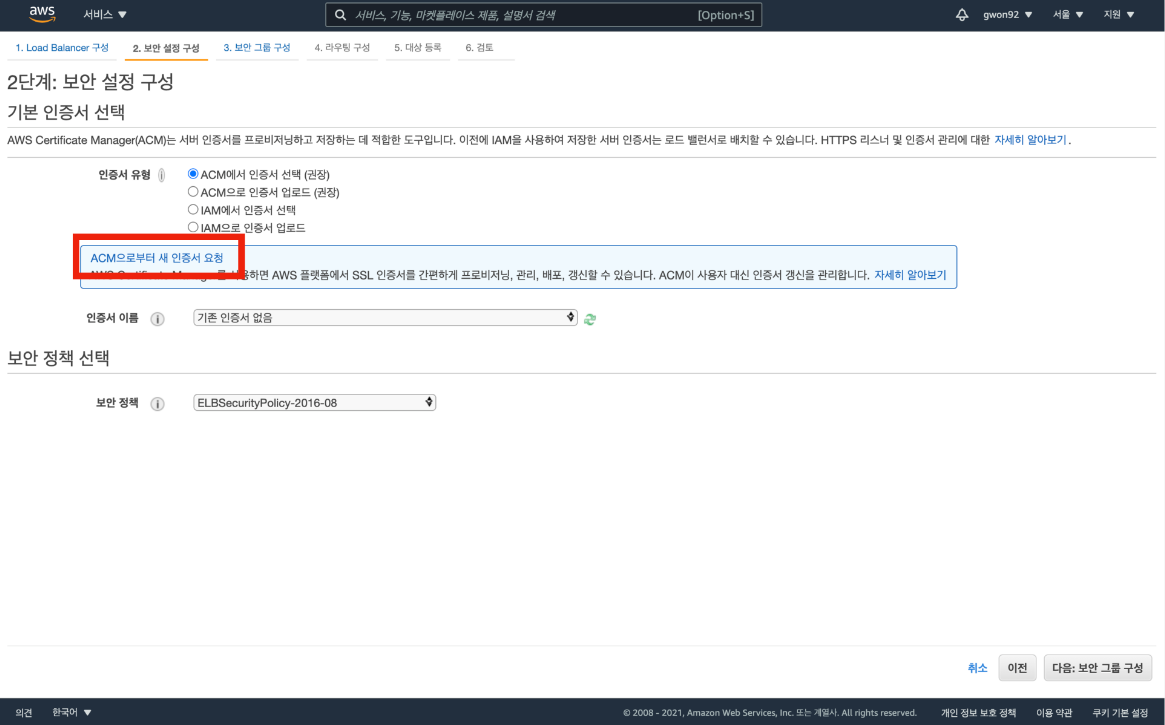 aws 서비스 ▼ 서비스, 기능, 마켓플레이스 제품, 설명서 검색 [Option+S] gwon92 ▼ 서울 ▼ 지원 ▼
1. Load Balancer 구성 2. 보안 설정 구성 3. 보안 그룹 구성 4. 라우팅 구성 5. 대상 등록 6. 검토
2단계: 보안 설정 구성
기본 인증서 선택
AWS Certificate Manager(ACM)는 서버 인증서를 프로비저닝하고 저장하는 데 적합한 도구입니다. 이전에 IAM을 사용하여 저장한 서버 인증서는 로드 밸런서로 배치할 수 있습니다. HTTPS 리스너 및 인증서 관리에 대한 자세히 알아보기.
인증서 유형 ACM에서 인증서 선택 (권장)
ACM으로 인증서 업로드 (권장)
IAM에서 인증서 선택
IAM으로 인증서 업로드
ACM으로부터 새 인증서 요청
AWS Certificate Manager를 사용하면 AWS 플랫폼에서 SSL 인증서를 간편하게 프로비저닝, 관리, 배포, 갱신할 수 있습니다. ACM이 사용자 대신 인증서 갱신을 관리합니다. 자세히 알아보기
인증서 이름 기존 인증서 없음
보안 정책 선택
보안 정책 ELBSecurityPolicy-2016-08
취소 이전 다음: 보안 그룹 구성
의견 한국어 ▼ © 2008 - 2021, Amazon Web Services, Inc. 또는 계열사. All rights reserved. 개인 정보 보호 정책 이용 약관 쿠키 기본 설정